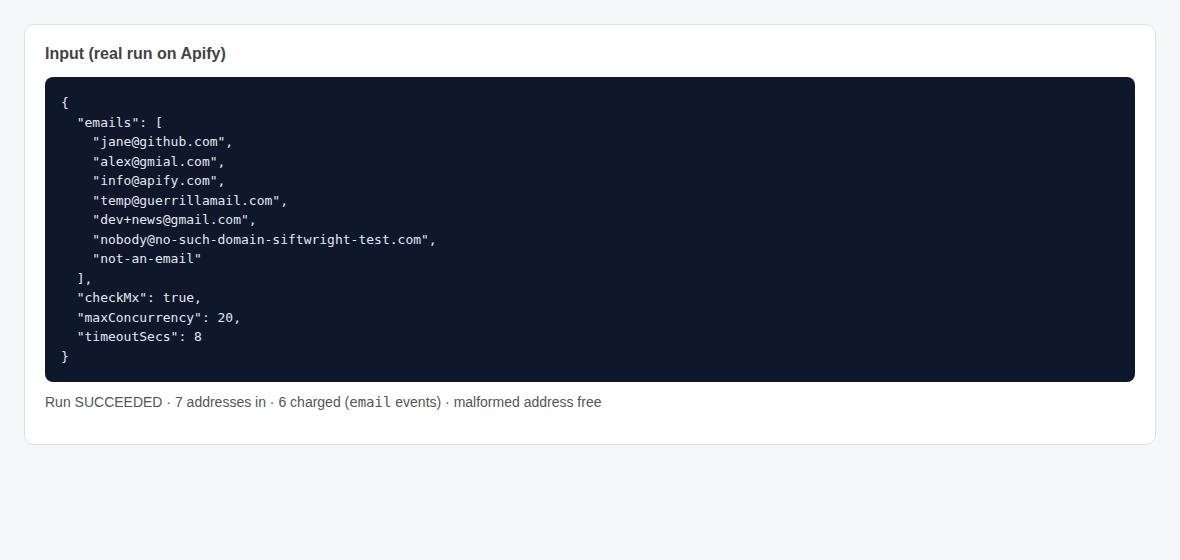 Input (real run on Apify)
{
  "emails": [
    "jane@github.com",
    "alex@gmial.com",
    "info@apify.com",
    "temp@guerrillamail.com",
    "dev+news@gmail.com",
    "nobody@no-such-domain-siftwright-test.com",
    "not-an-email"
  ],
  "checkMx": true,
  "maxConcurrency": 20,
  "timeoutSecs": 8
}
Run SUCCEEDED · 7 addresses in · 6 charged (email events) · malformed address free